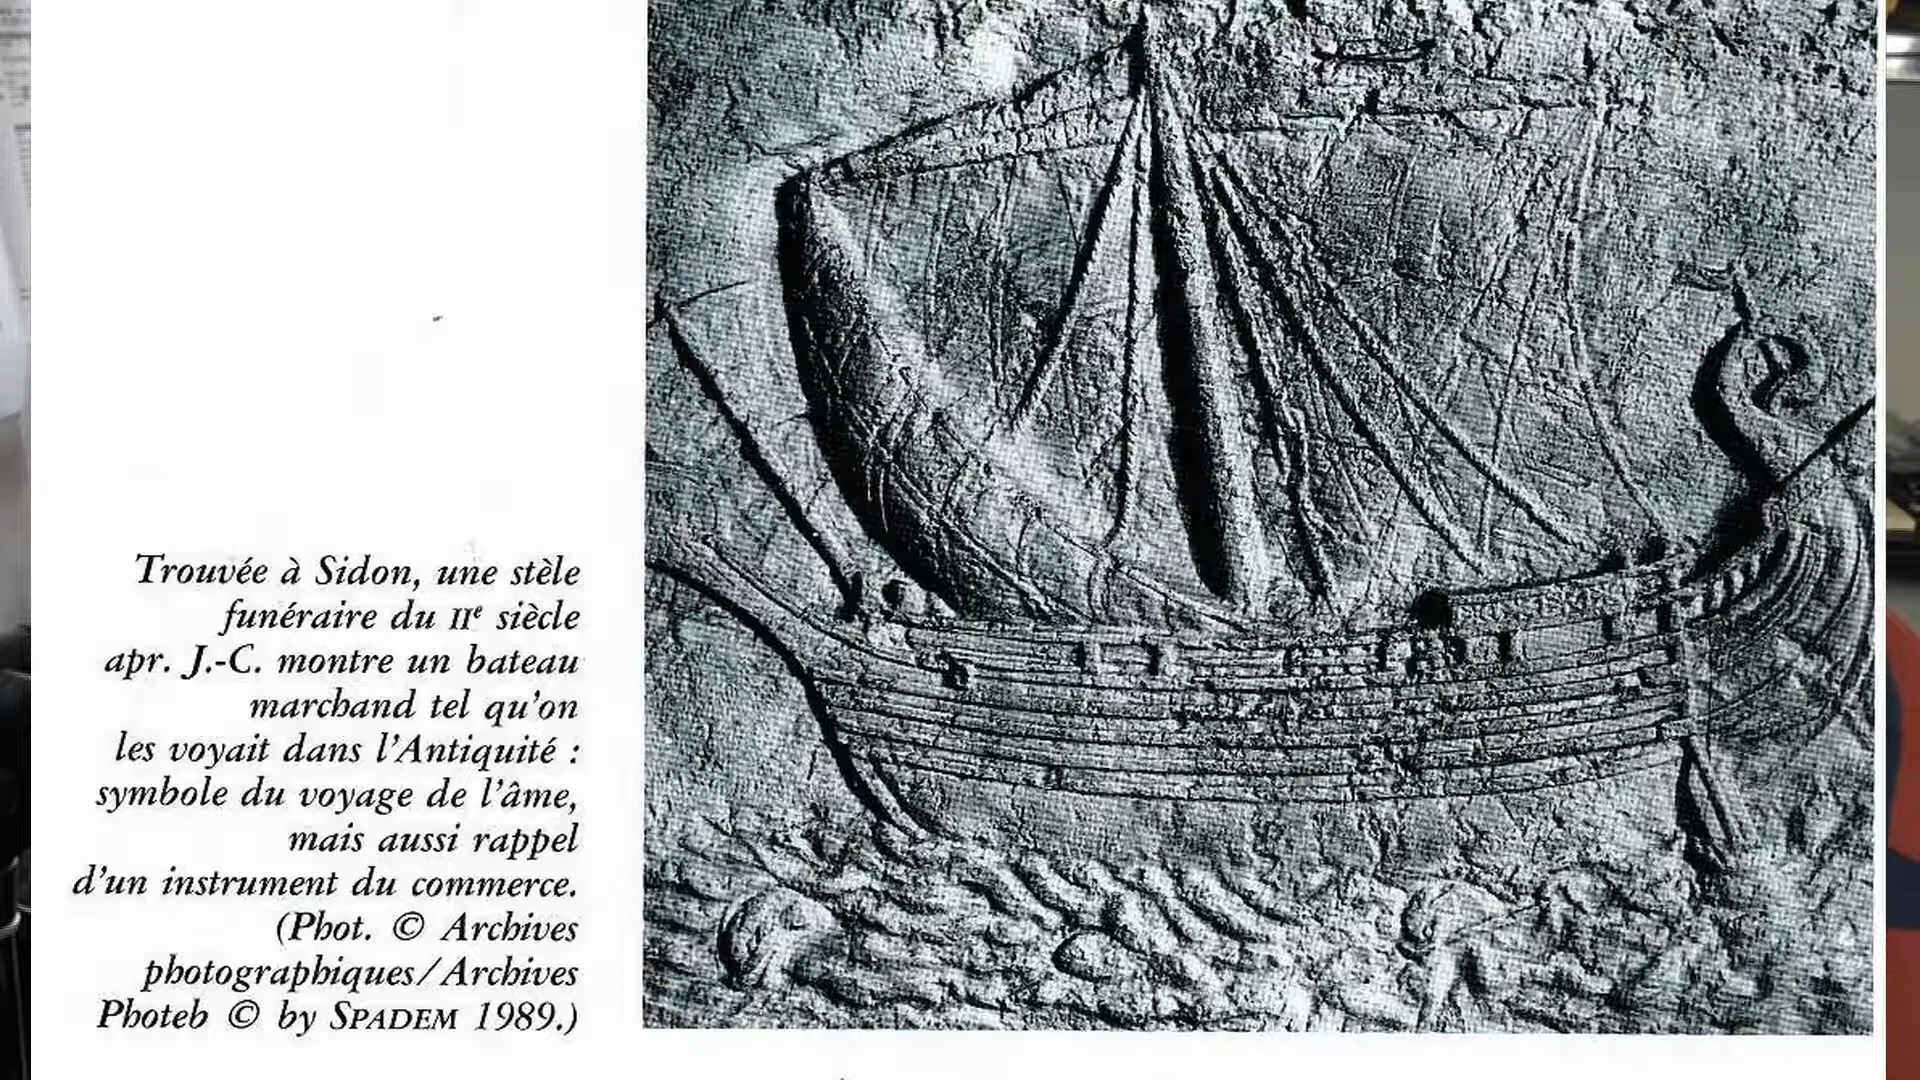 Trouvée à Sidon, une stèle
funéraire du IIᵉ siècle
apr. J.-C. montre un bateau
marchand tel qu'on
les voyait dans l'Antiquité :
symbole du voyage de l'âme,
mais aussi rappel
d'un instrument du commerce.
(Phot. © Archives
photographiques/Archives
Photeb © by SPADEM 1989.)